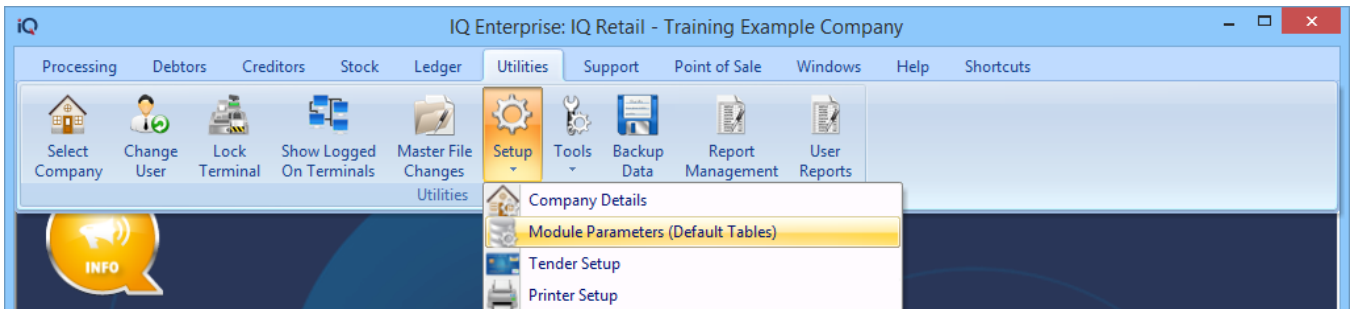 iQ
IQ Enterprise: IQ Retail - Training Example Company
Processing Debtors Creditors Stock Ledger Utilities Support Point of Sale Windows Help Shortcuts
Select Company
Change User
Lock Terminal
Show Logged On Terminals
Master File Changes
Setup
Tools
Backup Data
Report Management
User Reports
Utilities
Company Details
Module Parameters (Default Tables)
Tender Setup
Printer Setup
INFO